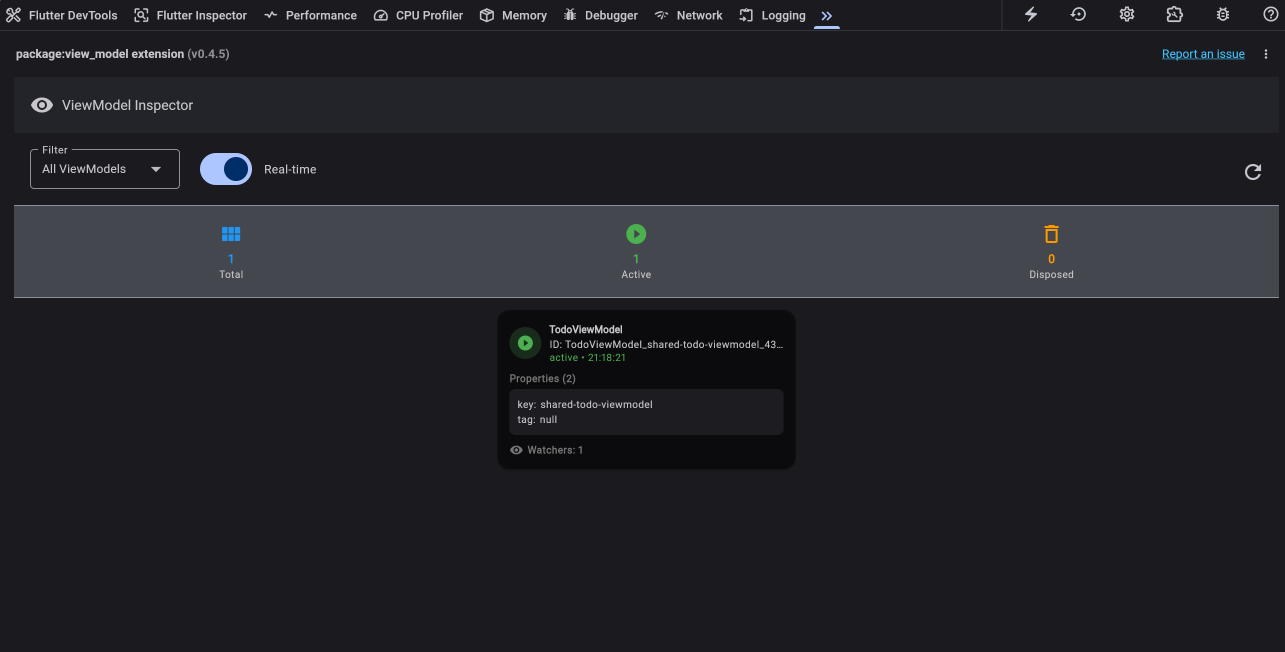 Flutter DevTools Flutter Inspector Performance CPU Profiler Memory Debugger Network Logging
package:view_model extension (v0.4.5) Report an issue
ViewModel Inspector
Filter
All ViewModels Real-time
1 1 0
Total Active Disposed
TodoViewModel
ID: TodoViewModel_shared-todo-viewmodel_43...
active • 21:18:21
Properties (2)
key: shared-todo-viewmodel
tag: null
Watchers: 1